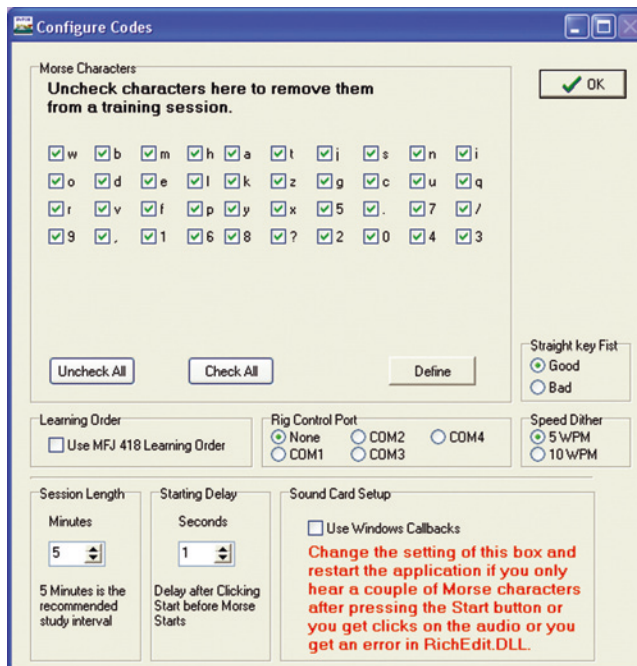 Configure Codes
Morse Characters
Uncheck characters here to remove them
from a training session.
OK
w b m h a t j s n i
o d e l k z g c u q
r v f p y x 5 . 7 /
9 , 1 6 8 ? 2 0 4 3
Uncheck All Check All Define
Straight key Fist
Good
Bad
Learning Order
Use MFJ 418 Learning Order
Rig Control Port
None COM2 COM4
COM1 COM3
Speed Dither
5 WPM
10 WPM
Session Length
Minutes
5
5 Minutes is the
recommended
study interval
Starting Delay
Seconds
1
Delay after Clicking
Start before Morse
Starts
Sound Card Setup
Use Windows Callbacks
Change the setting of this box and
restart the application if you only
hear a couple of Morse characters
after pressing the Start button or
you get clicks on the audio or you
get an error in RichEdit.DLL.